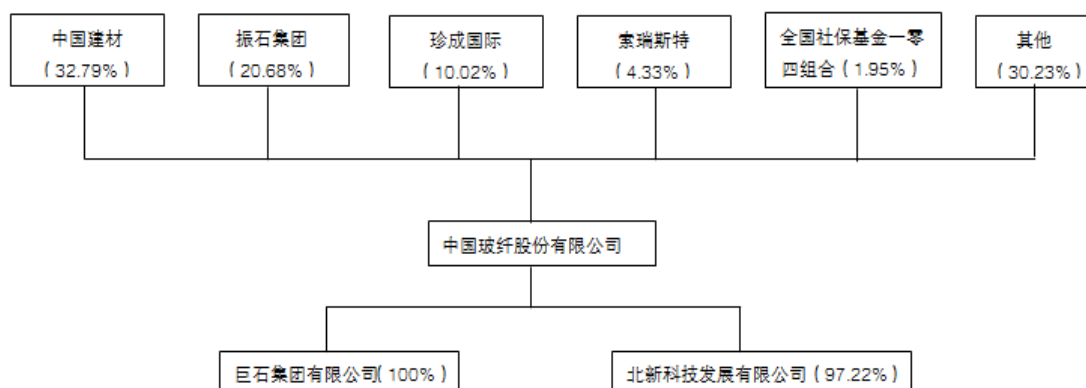 中国建材
（32.79%）
振石集团
（20.68%）
珍成国际
（10.02%）
索瑞斯特
（4.33%）
全国社保基金一零
四组合（1.95%）
其他
（30.23%）
中国玻纤股份有限公司
巨石集团有限公司（100%）
北新科技发展有限公司（97.22%）